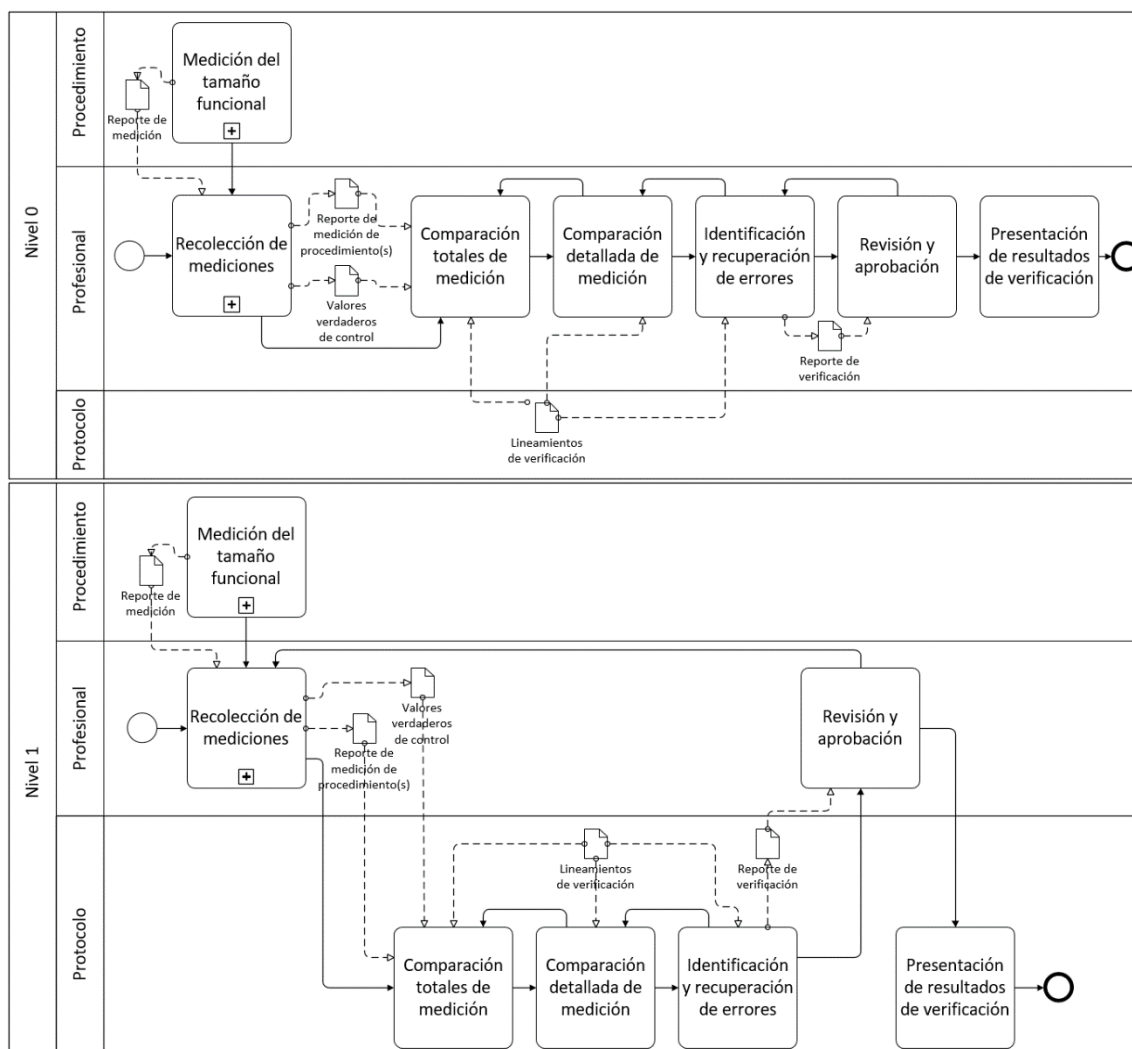 Nivel 0
Procedimiento
Medición del
tamaño
funcional
Reporte de
medición
Profesional
Recolección de
mediciones
Reporte de
medición de
procedimiento(s)
Valores
verdaderos
de control
Comparación
totales de
medición
Comparación
detallada de
medición
Identificación
y recuperación
de errores
Reporte de
verificación
Revisión y
aprobación
Presentación
de resultados
de verificación
Protocolo
Lineamientos
de verificación
Nivel 1
Procedimiento
Medición del
tamaño
funcional
Reporte de
medición
Profesional
Recolección de
mediciones
Valores
verdaderos
de control
Reporte de
medición de
procedimiento(s)
Revisión y
aprobación
Protocolo
Lineamientos
de verificación
Reporte de
verificación
Comparación
totales de
medición
Comparación
detallada de
medición
Identificación
y recuperación
de errores
Presentación
de resultados
de verificación